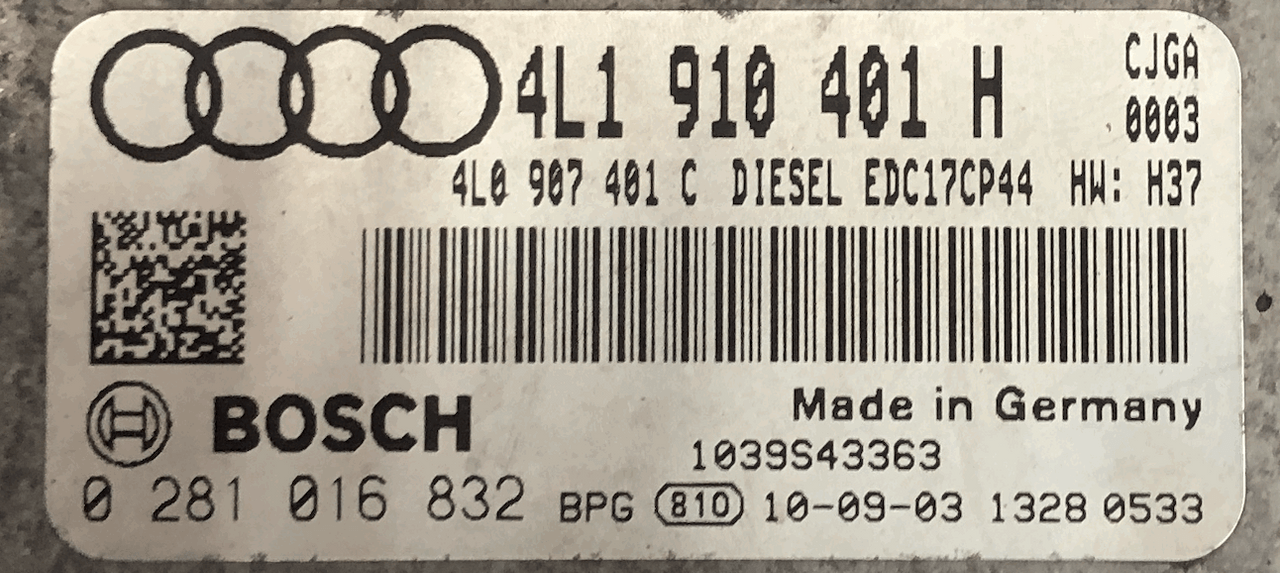 4L1 910 401 H CJGA
0003
4L0 907 401 C DIESEL EDC17CP44 HW: H37
BOSCH
Made in Germany
1039S43363
0 281 016 832 BPG 810 10-09-03 1328 0533